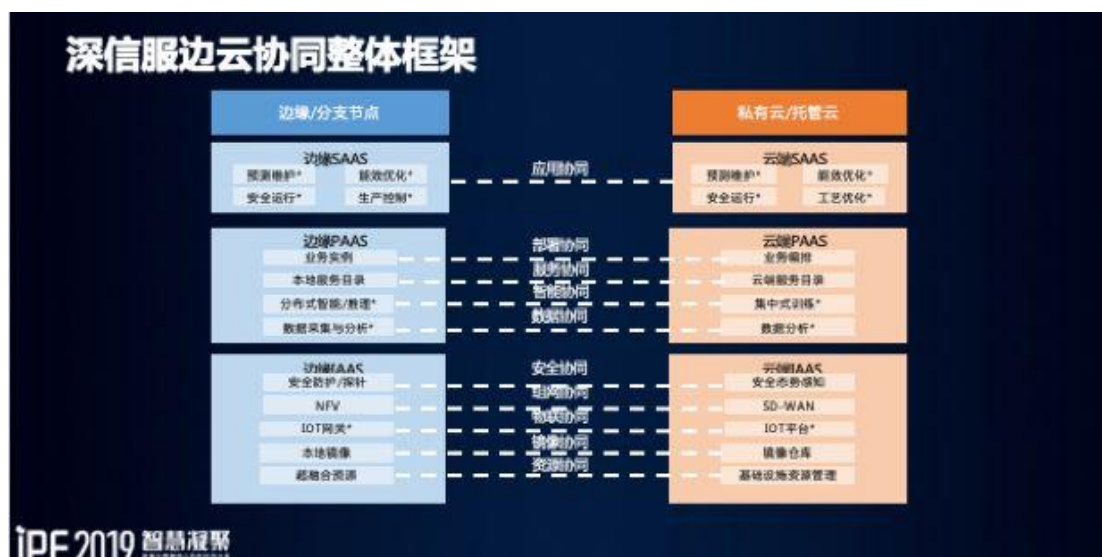 深信服边云协同整体框架
边缘/分支节点
私有云/托管云
边缘SAAS
预测维护* 能效优化*
安全运行* 生产控制*
应用协同
云端SAAS
预测维护* 能效优化*
安全运行* 工艺优化*
边缘PAAS
业务实例
本地服务目录
分布式智能/推理*
数据采集与分析*
部署协同
服务协同
智能协同
数据协同
云端PAAS
业务编排
云端服务目录
集中式训练*
数据分析*
边缘IAAS
安全防护/探针
NFV
IOT网关*
本地镜像
超融合资源
安全协同
组网协同
物联协同
镜像协同
资源协同
云端IAAS
安全态势感知
SD-WAN
IOT平台*
镜像仓库
基础设施资源管理
iPF 2019 智慧凝聚